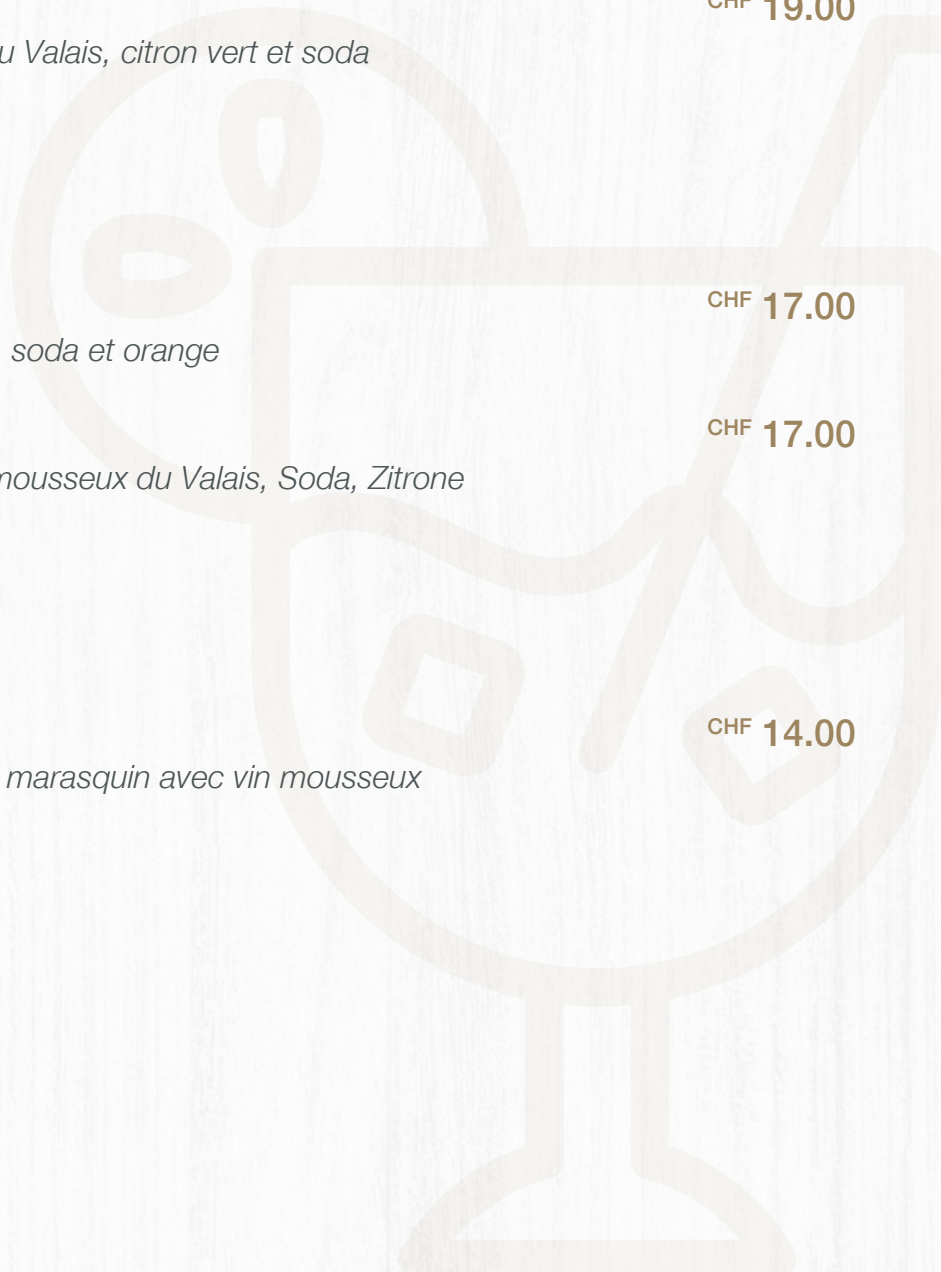 CHF 19.00
u Valais, citron vert et soda
CHF 17.00
soda et orange
CHF 17.00
mousseux du Valais, Soda, Zitrone
CHF 14.00
marasquin avec vin mousseux